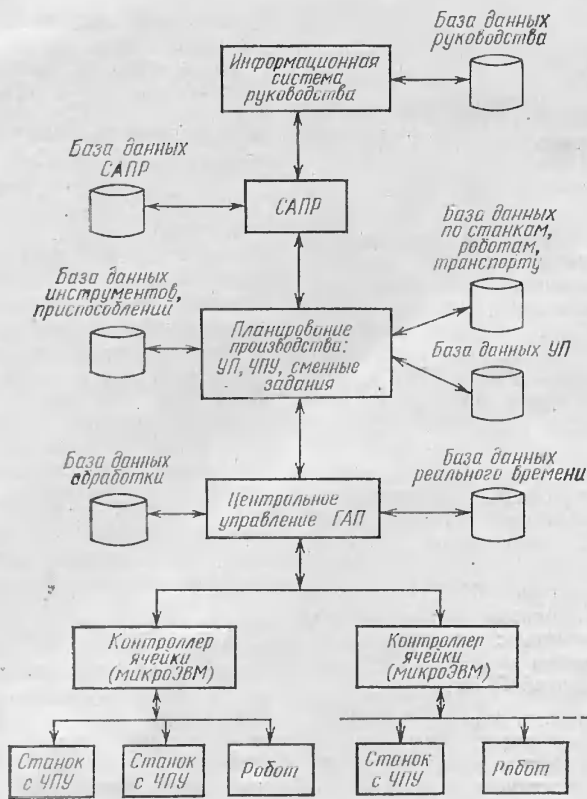 База данных
руководства
Информационная
система
руководства
База данных
САПР
САПР
База данных
по станкам,
роботам,
транспорту
База данных
инструментов,
приспособлений
Планирование
производства:
УП, ЧПУ, сменные
задания
База данных УП
База данных
обработки
Центральное
управление ГАП
База данных
реального времени
Контроллер
ячейки
(микроЭВМ)
Контроллер
ячейки
(микроЭВМ)
Станок
с ЧПУ
Станок
с ЧПУ
Робот
Станок
с ЧПУ
Робот